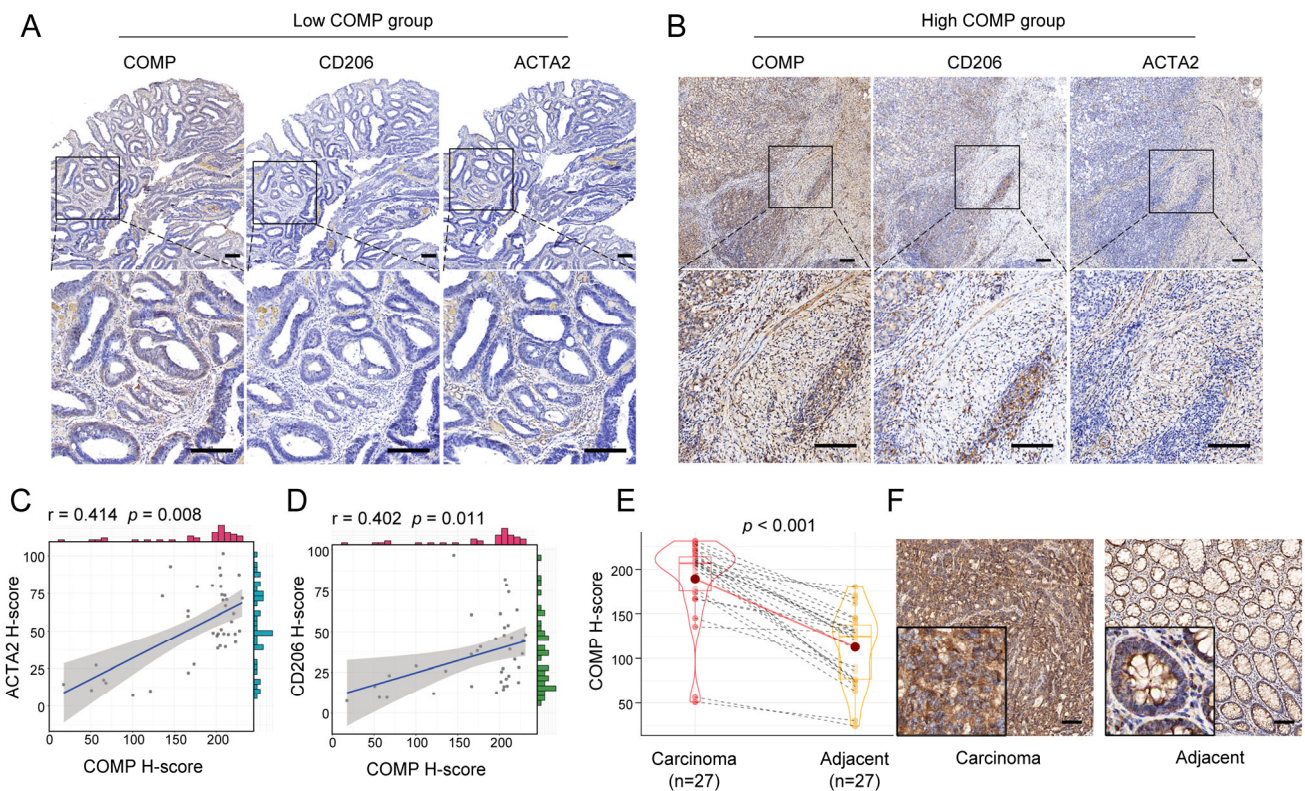 A
Low COMP group
COMP CD206 ACTA2
B
High COMP group
COMP CD206 ACTA2
C
r = 0.414 p = 0.008
100
75
50
25
0
ACTA2 H-score
0 50 100 150 200
COMP H-score
D
r = 0.402 p = 0.011
100
75
50
25
0
CD206 H-score
0 50 100 150 200
COMP H-score
E
p < 0.001
200
150
100
50
COMP H-score
Carcinoma Adjacent
(n=27) (n=27)
F
Carcinoma Adjacent